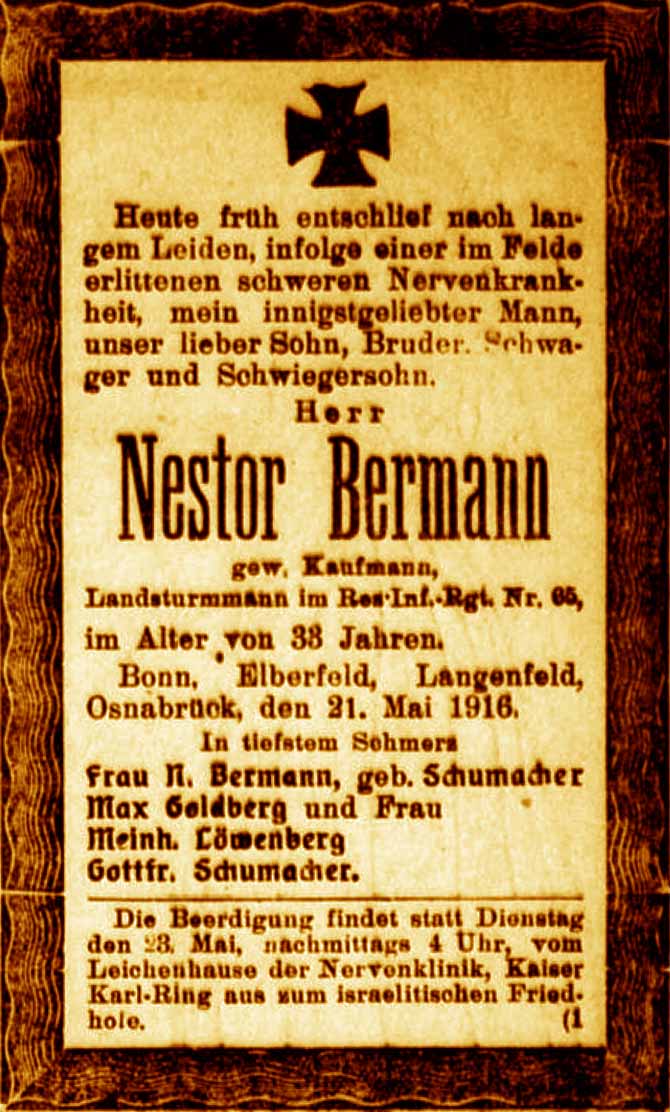 Heute früh entschlief nach lan-
gem Leiden, infolge einer im Felde
erlittenen schweren Nervenkrank-
heit, mein innigstgeliebter Mann,
unser lieber Sohn, Bruder, Schwa-
ger und Schwiegersohn.
Herr
Nestor Bermann
gew. Kaufmann,
Landsturmmann im Res.-Inf.-Rgt. Nr. 65,
im Alter von 33 Jahren.
Bonn, Elberfeld, Langenfeld,
Osnabrück, den 21. Mai 1916.
In tiefstem Schmerz
Frau N. Bermann, geb. Schumacher
Max Goldberg und Frau
Meinh. Löwenberg
Gottfr. Schumacher.
Die Beerdigung findet statt Dienstag
den 23. Mai, nachmittags 4 Uhr, vom
Leichenhause der Nervenklinik, Kaiser
Karl-Ring aus zum israelitischen Fried-
hofe. (1